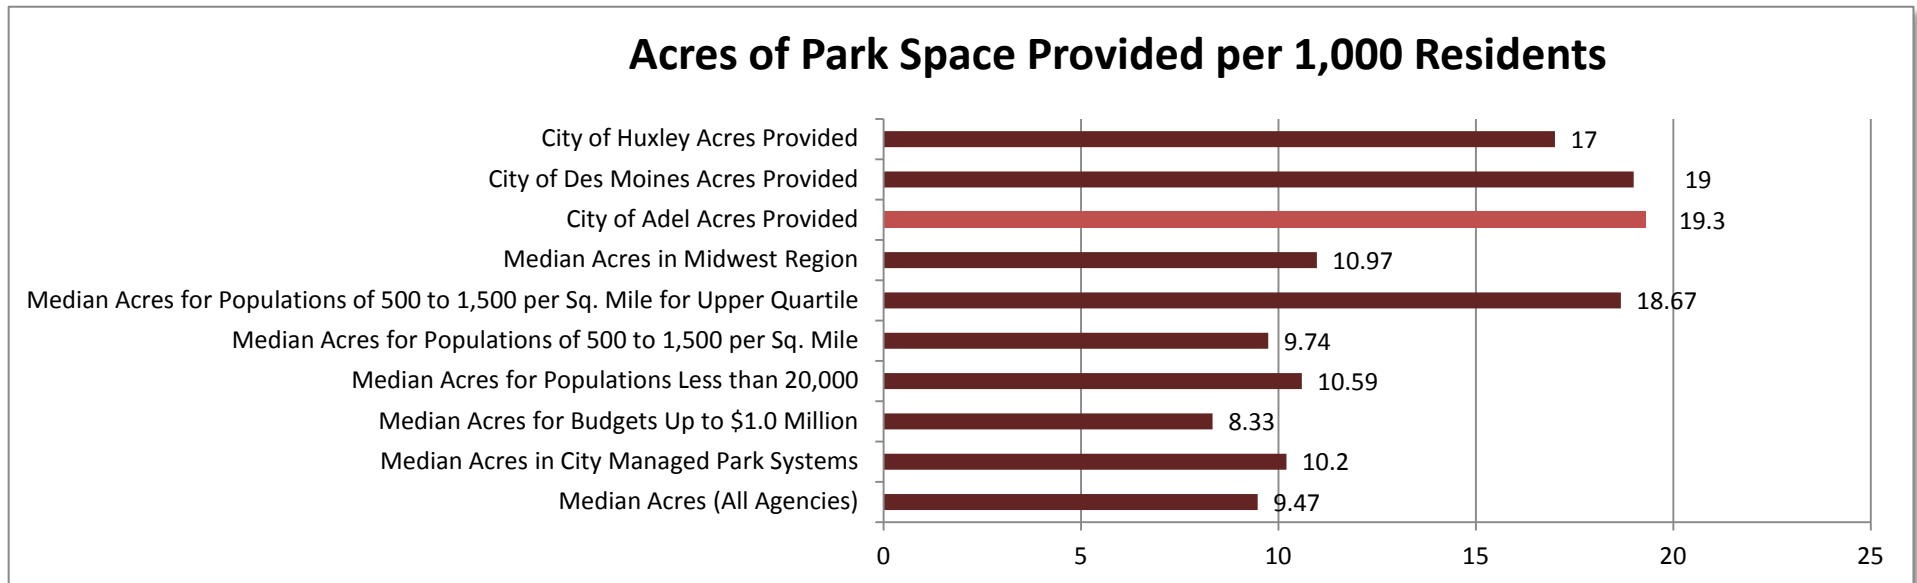 Acres of Park Space Provided per 1,000 Residents
City of Huxley Acres Provided 17
City of Des Moines Acres Provided 19
City of Adel Acres Provided 19.3
Median Acres in Midwest Region 10.97
Median Acres for Populations of 500 to 1,500 per Sq. Mile for Upper Quartile 18.67
Median Acres for Populations of 500 to 1,500 per Sq. Mile 9.74
Median Acres for Populations Less than 20,000 10.59
Median Acres for Budgets Up to $1.0 Million 8.33
Median Acres in City Managed Park Systems 10.2
Median Acres (All Agencies) 9.47
0 5 10 15 20 25